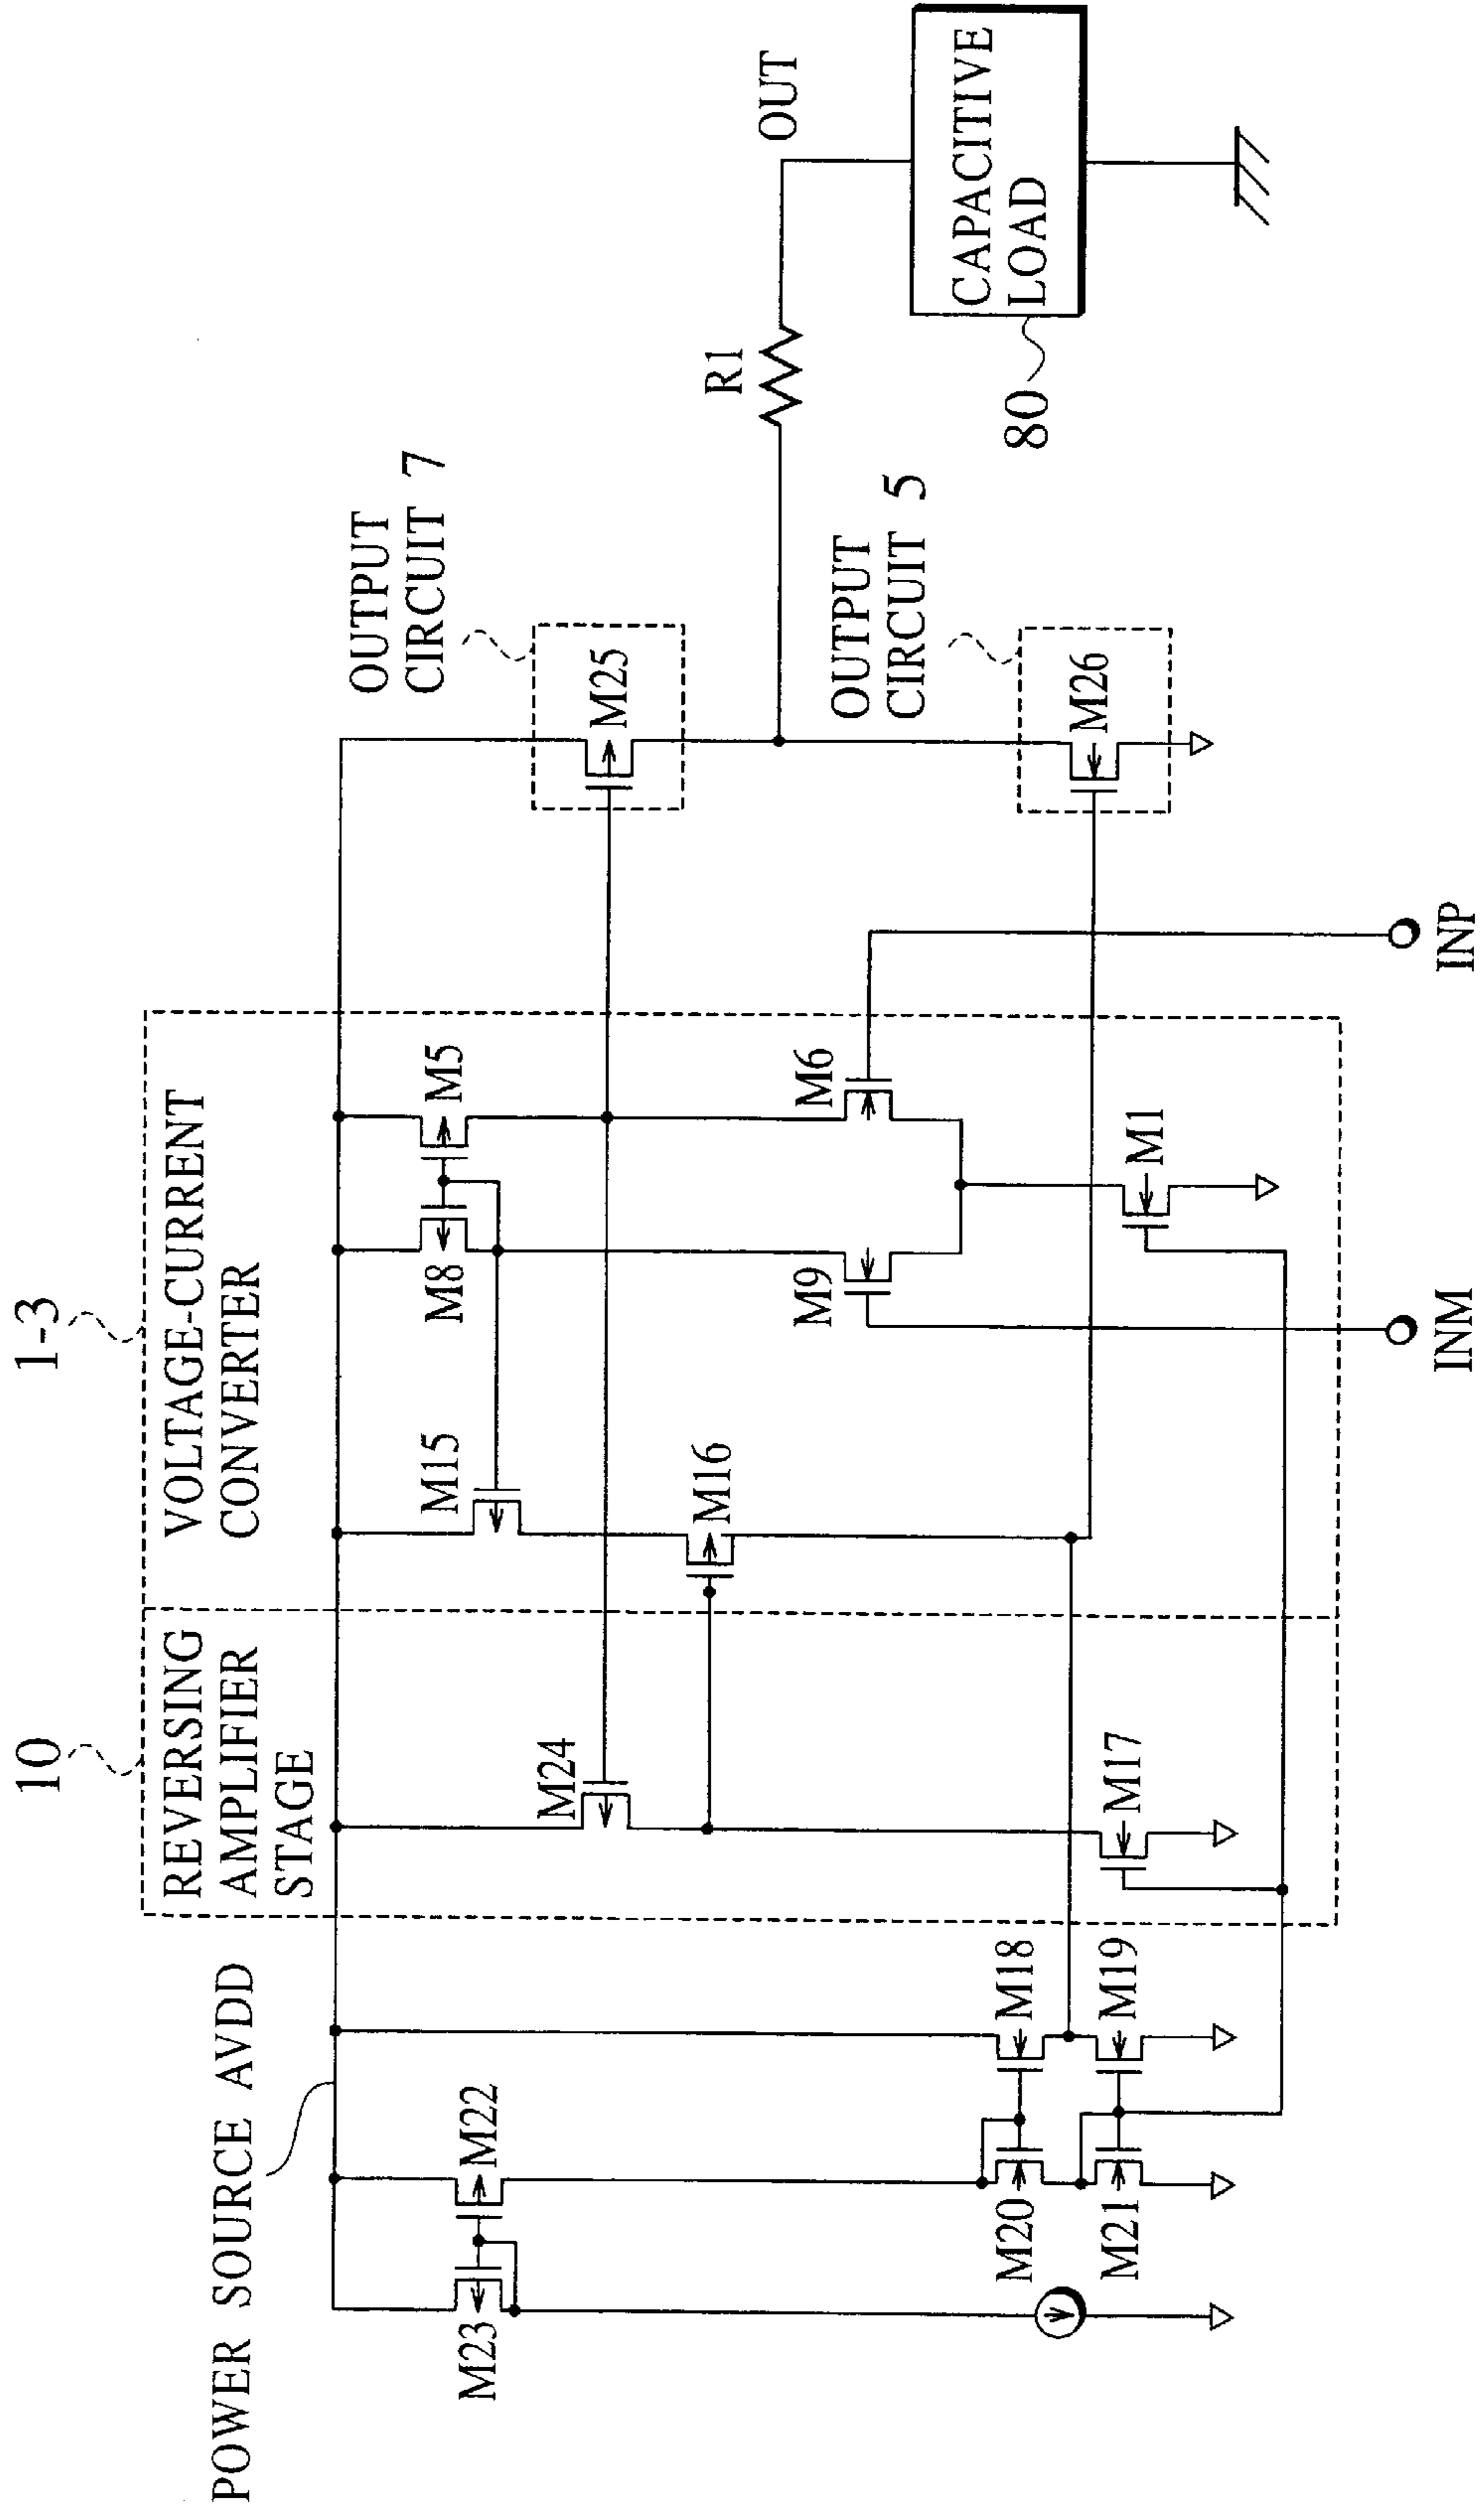 10
1-3
POWER SOURCE AVDD
REVERSING
AMPLIFIER
STAGE
VOLTAGE-CURRENT
CONVERTER
OUTPUT
CIRCUIT 7
M23
M22
M24
M15
M8
M5
M25
R1
OUT
M16
M9
M6
OUTPUT
CIRCUIT 5
CAPACITIVE
LOAD
80
M20
M18
M21
M19
M17
M1
M26
INM
INP